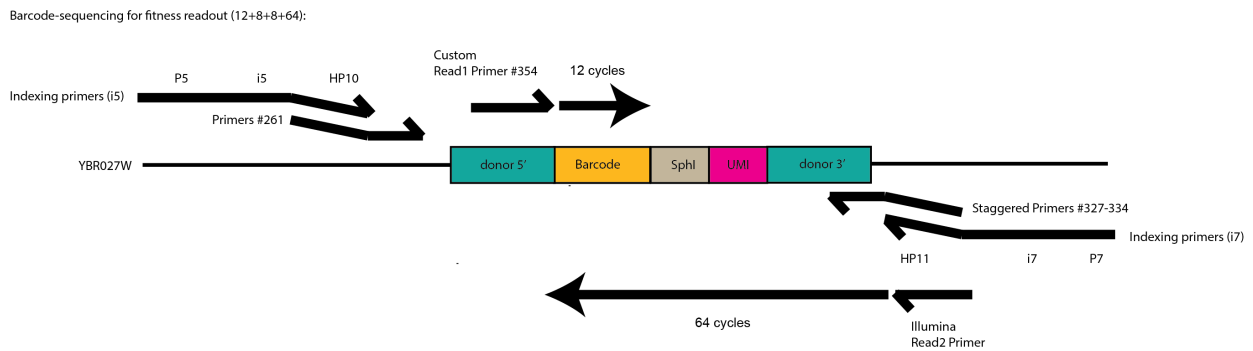 Barcode-sequencing for fitness readout (12+8+8+64):
Custom
Read1 Primer #354
12 cycles
P5
i5
HP10
Indexing primers (i5)
Primers #261
YBR027W
donor 5'
Barcode
SphI
UMI
donor 3'
Staggered Primers #327-334
Indexing primers (i7)
HP11
i7
P7
64 cycles
Illumina
Read2 Primer